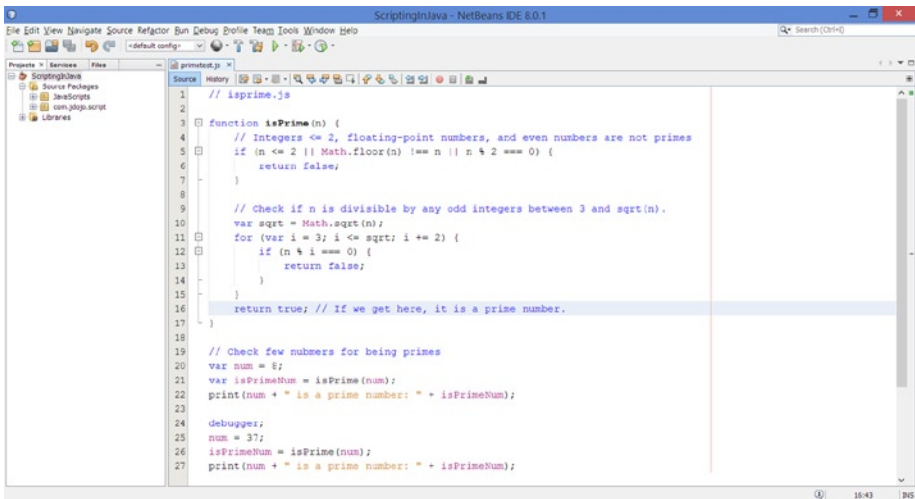 ScriptingInJava - NetBeans IDE 8.0.1
File Edit View Navigate Source Refactor Run Debug Profile Team Tools Window Help
Search (Ctrl+I)
<default config>
Projects × Services Files
primetest.js ×
ScriptingInJava
Source Packages
JavaScripts
com.jdojo.script
Libraries
Source History
1 // isprime.js
2
3 function isPrime(n) {
4 // Integers <= 2, floating-point numbers, and even numbers are not primes
5 if (n <= 2 || Math.floor(n) !== n || n % 2 === 0) {
6 return false;
7 }
8
9 // Check if n is divisible by any odd integers between 3 and sqrt(n).
10 var sqrt = Math.sqrt(n);
11 for (var i = 3; i <= sqrt; i += 2) {
12 if (n % i === 0) {
13 return false;
14 }
15 }
16 return true; // If we get here, it is a prime number.
17 }
18
19 // Check few nubmers for being primes
20 var num = 8;
21 var isPrimeNum = isPrime(num);
22 print(num + " is a prime number: " + isPrimeNum);
23
24 debugger;
25 num = 37;
26 isPrimeNum = isPrime(num);
27 print(num + " is a prime number: " + isPrimeNum);
16:43 INS